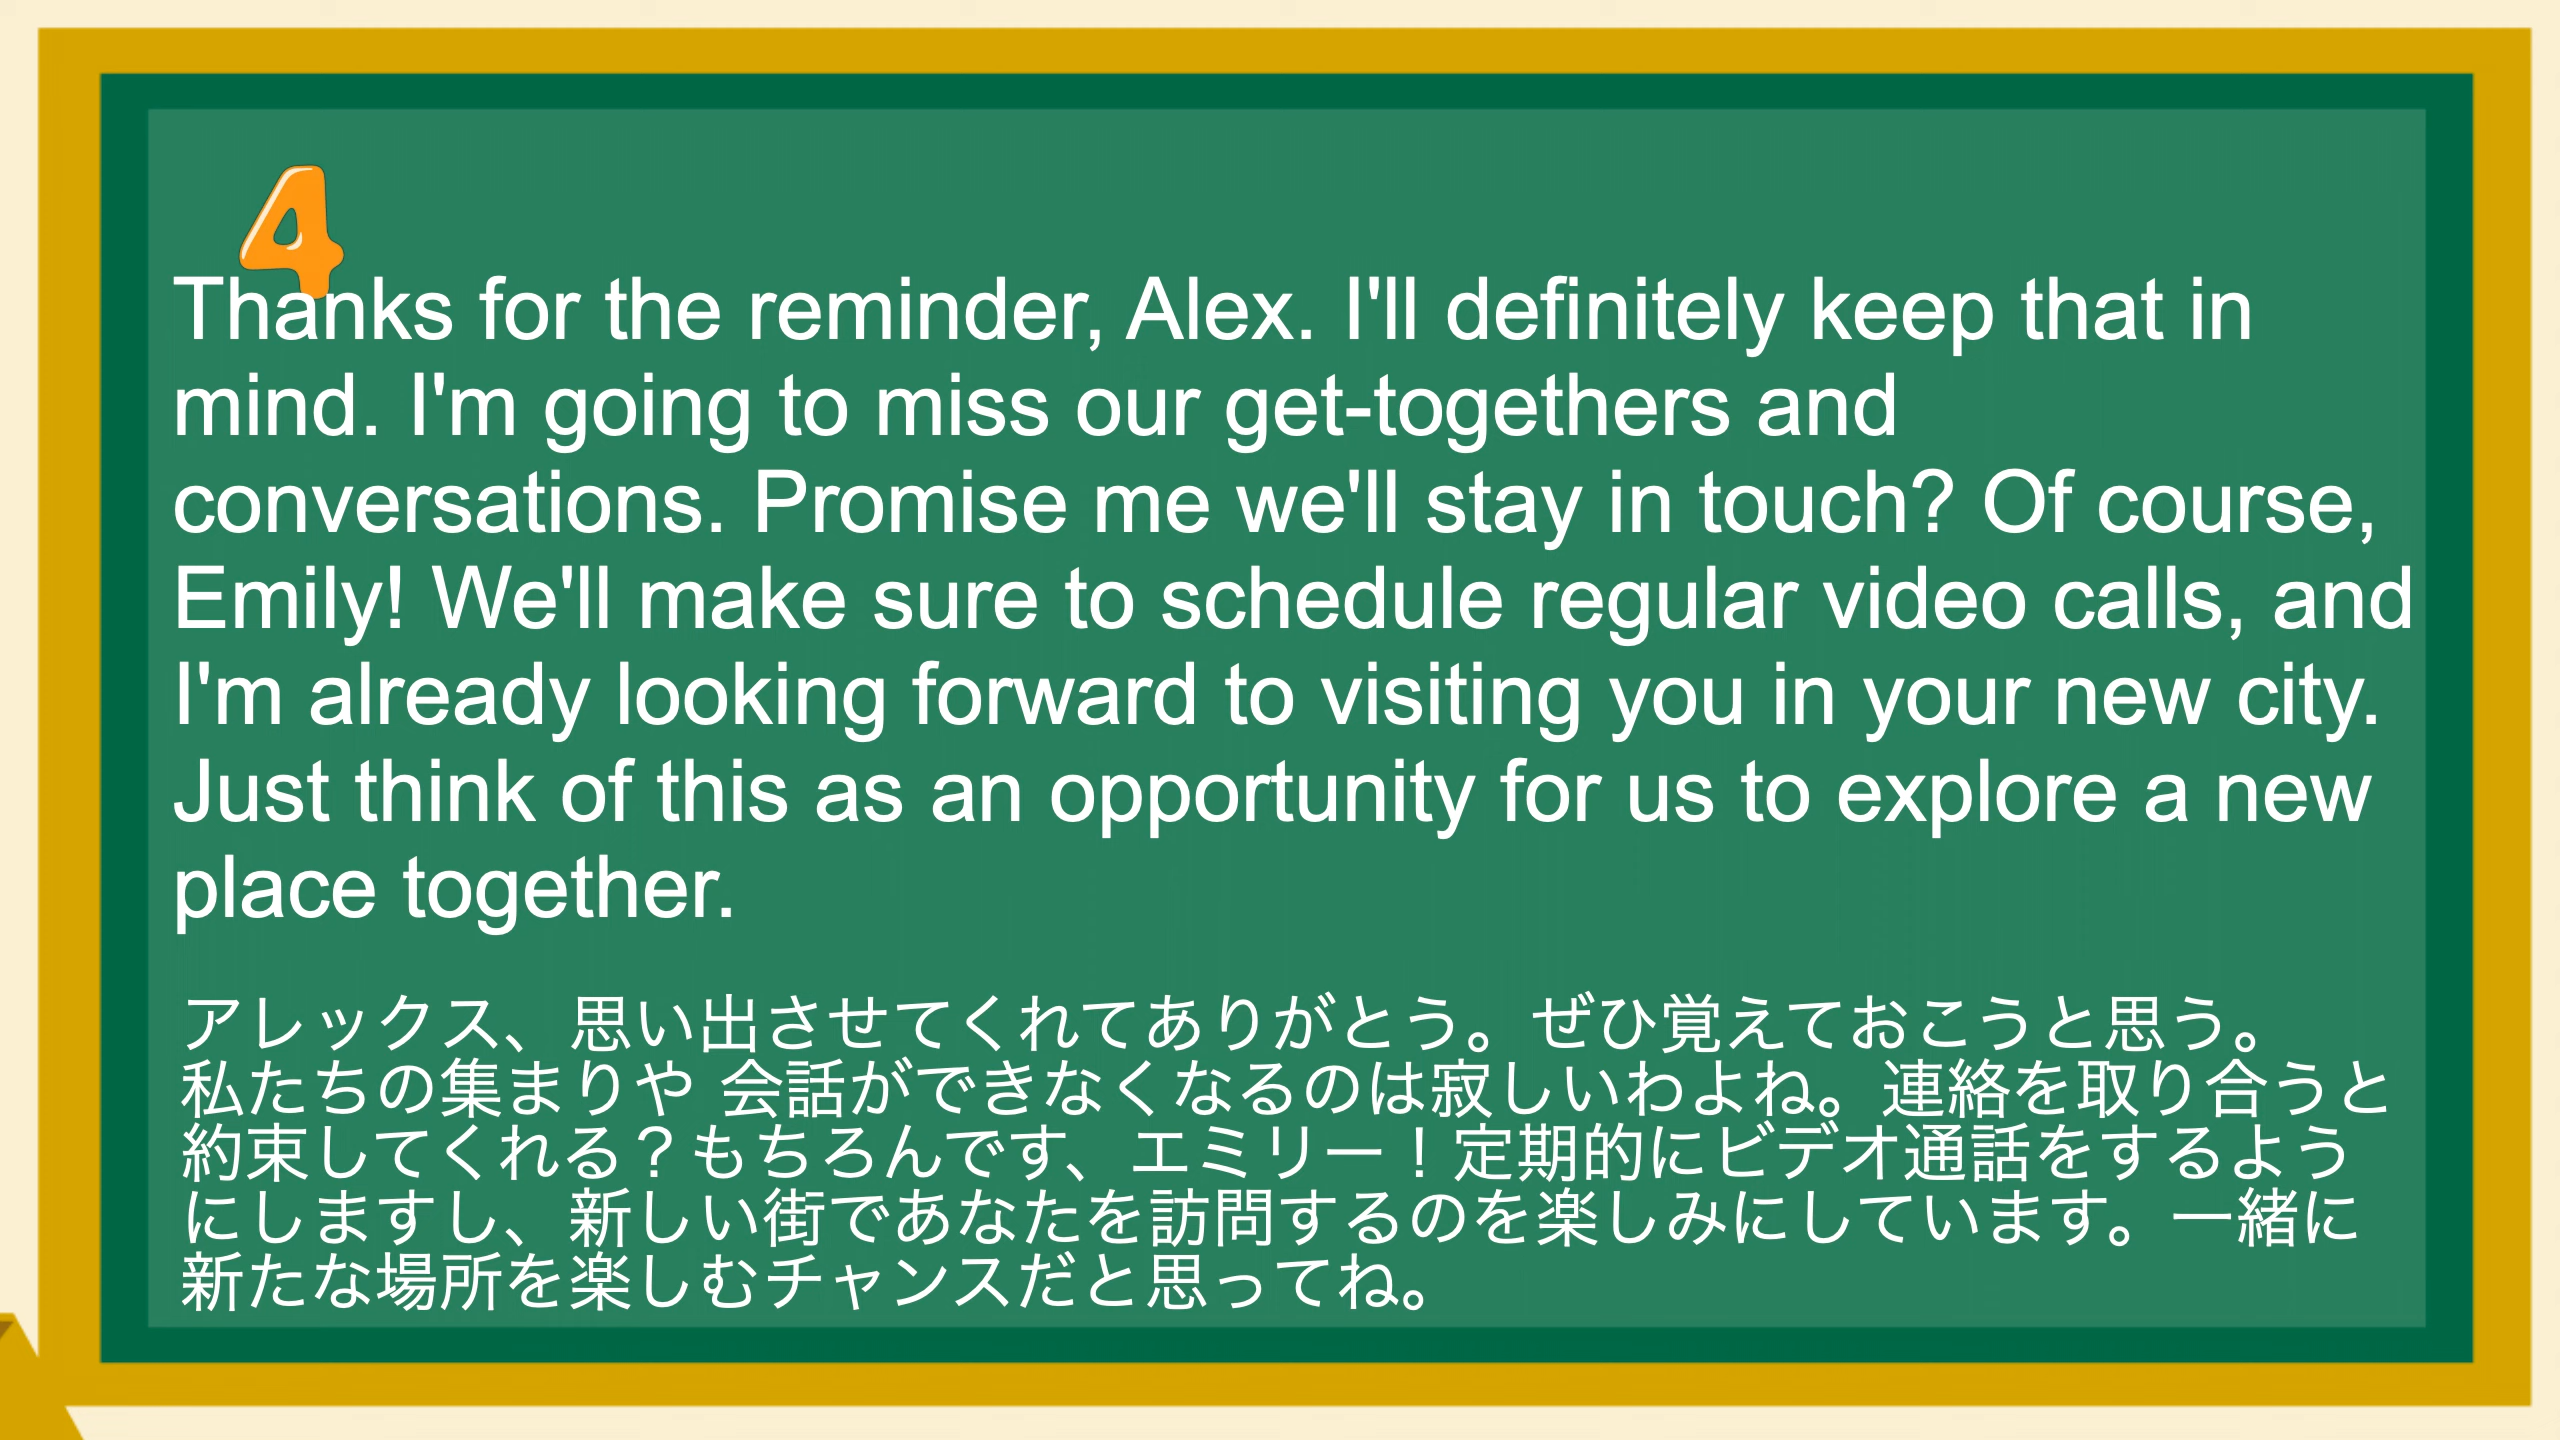 4
Thanks for the reminder, Alex. I'll definitely keep that in
mind. I'm going to miss our get-togethers and
conversations. Promise me we'll stay in touch? Of course,
Emily! We'll make sure to schedule regular video calls, and
I'm already looking forward to visiting you in your new city.
Just think of this as an opportunity for us to explore a new
place together.
アレックス、思い出させてくれてありがとう。ぜひ覚えておこうと思う。
私たちの集まりや 会話ができなくなるのは寂しいわよね。連絡を取り合うと
約束してくれる？もちろんです、エミリー！定期的にビデオ通話をするよう
にしますし、新しい街であなたを訪問するのを楽しみにしています。一緒に
新たな場所を楽しむチャンスだと思ってね。